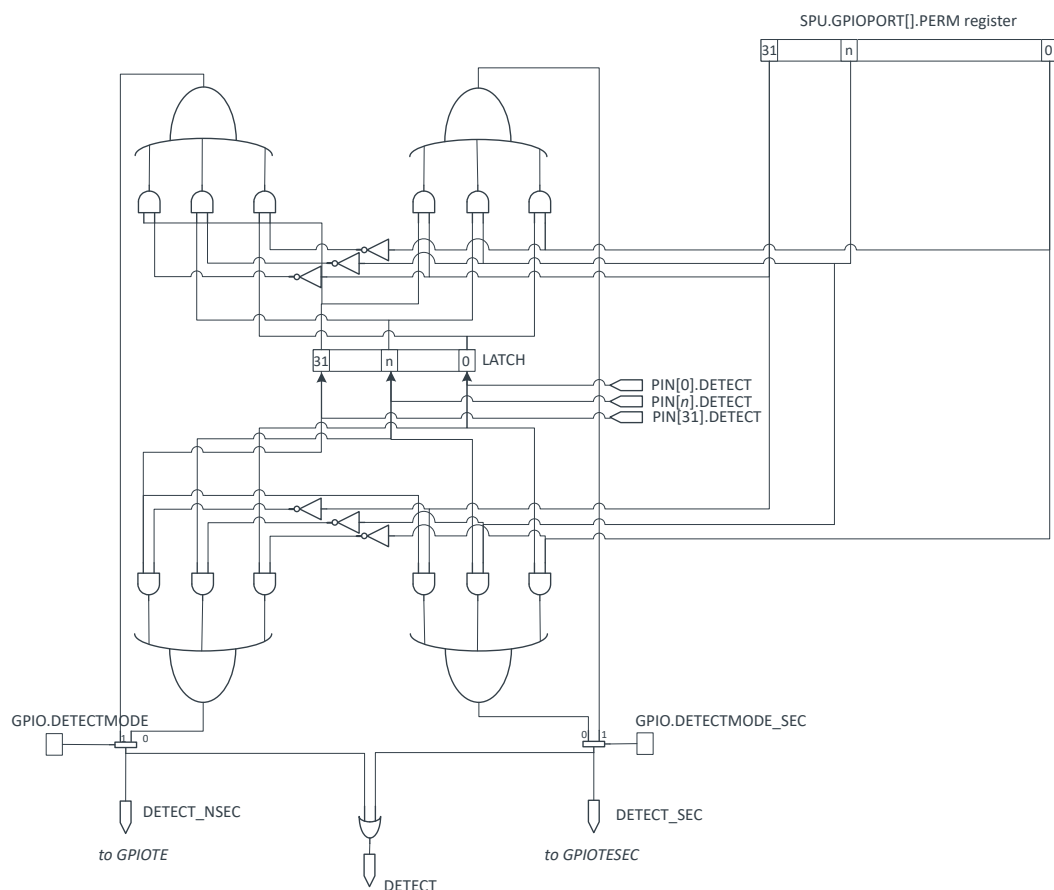 SPU.GPIOPORT[].PERM register
31 n 0
31 n 0 LATCH
PIN[0].DETECT
PIN[n].DETECT
PIN[31].DETECT
GPIO.DETECTMODE
1 0
0 1
GPIO.DETECTMODE_SEC
DETECT_NSEC
DETECT_SEC
to GPIOTE
to GPIOTESEC
DETECT